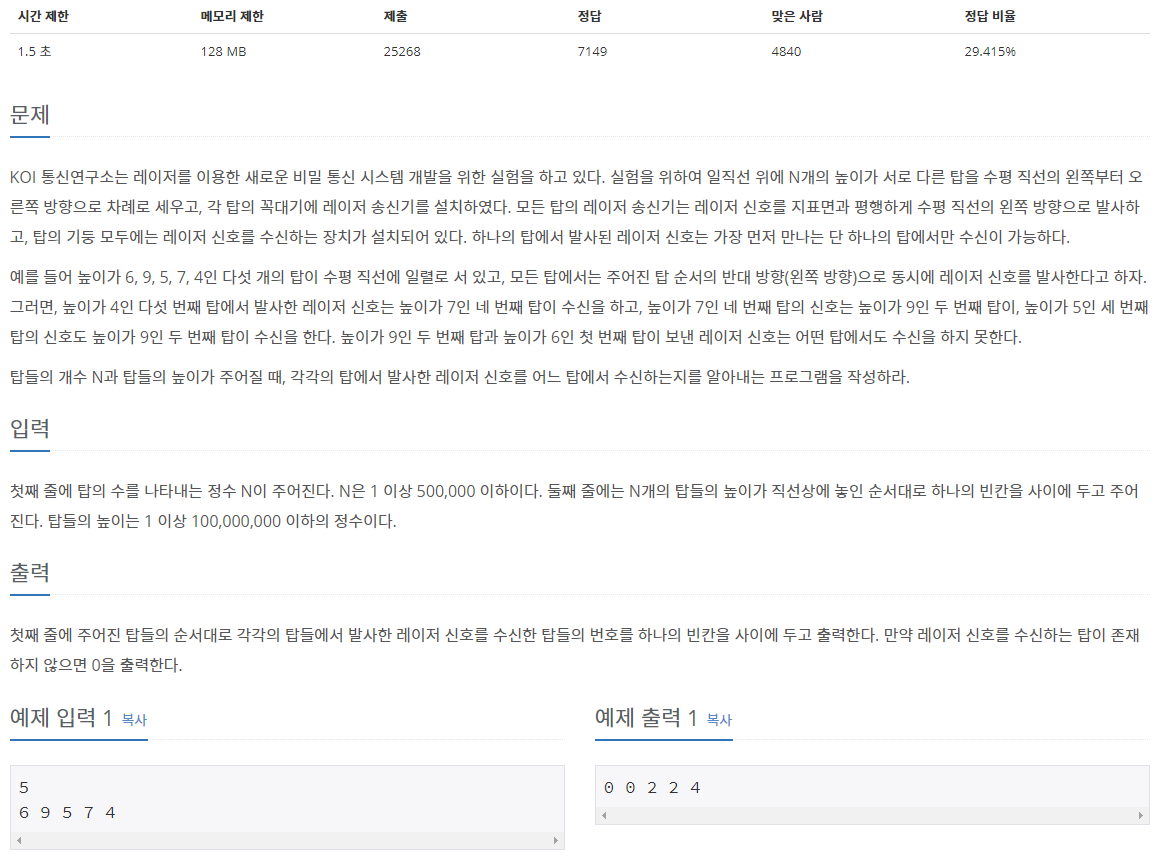 시간 제한 메모리 제한 제출 정답 맞은 사람 정답 비율
1.5 초 128 MB 25268 7149 4840 29.415%
문제
KOI 통신연구소는 레이저를 이용한 새로운 비밀 통신 시스템 개발을 위한 실험을 하고 있다. 실험을 위하여 일직선 위에 N개의 높이가 서로 다른 탑을 수평 직선의 왼쪽부터 오
른쪽 방향으로 차례로 세우고, 각 탑의 꼭대기에 레이저 송신기를 설치하였다. 모든 탑의 레이저 송신기는 레이저 신호를 지표면과 평행하게 수평 직선의 왼쪽 방향으로 발사하
고, 탑의 기둥 모두에는 레이저 신호를 수신하는 장치가 설치되어 있다. 하나의 탑에서 발사된 레이저 신호는 가장 먼저 만나는 단 하나의 탑에서만 수신이 가능하다.
예를 들어 높이가 6, 9, 5, 7, 4인 다섯 개의 탑이 수평 직선에 일렬로 서 있고, 모든 탑에서는 주어진 탑 순서의 반대 방향(왼쪽 방향)으로 동시에 레이저 신호를 발사한다고 하자.
그러면, 높이가 4인 다섯 번째 탑에서 발사한 레이저 신호는 높이가 7인 네 번째 탑이 수신을 하고, 높이가 7인 네 번째 탑의 신호는 높이가 9인 두 번째 탑이, 높이가 5인 세 번째
탑의 신호도 높이가 9인 두 번째 탑이 수신을 한다. 높이가 9인 두 번째 탑과 높이가 6인 첫 번째 탑이 보낸 레이저 신호는 어떤 탑에서도 수신을 하지 못한다.
탑들의 개수 N과 탑들의 높이가 주어질 때, 각각의 탑에서 발사한 레이저 신호를 어느 탑에서 수신하는지를 알아내는 프로그램을 작성하라.
입력
첫째 줄에 탑의 수를 나타내는 정수 N이 주어진다. N은 1 이상 500,000 이하이다. 둘째 줄에는 N개의 탑들의 높이가 직선상에 놓인 순서대로 하나의 빈칸을 사이에 두고 주어
진다. 탑들의 높이는 1 이상 100,000,000 이하의 정수이다.
출력
첫째 줄에 주어진 탑들의 순서대로 각각의 탑들에서 발사한 레이저 신호를 수신한 탑들의 번호를 하나의 빈칸을 사이에 두고 출력한다. 만약 레이저 신호를 수신하는 탑이 존재
하지 않으면 0을 출력한다.
예제 입력 1 복사
5
6 9 5 7 4
예제 출력 1 복사
0 0 2 2 4